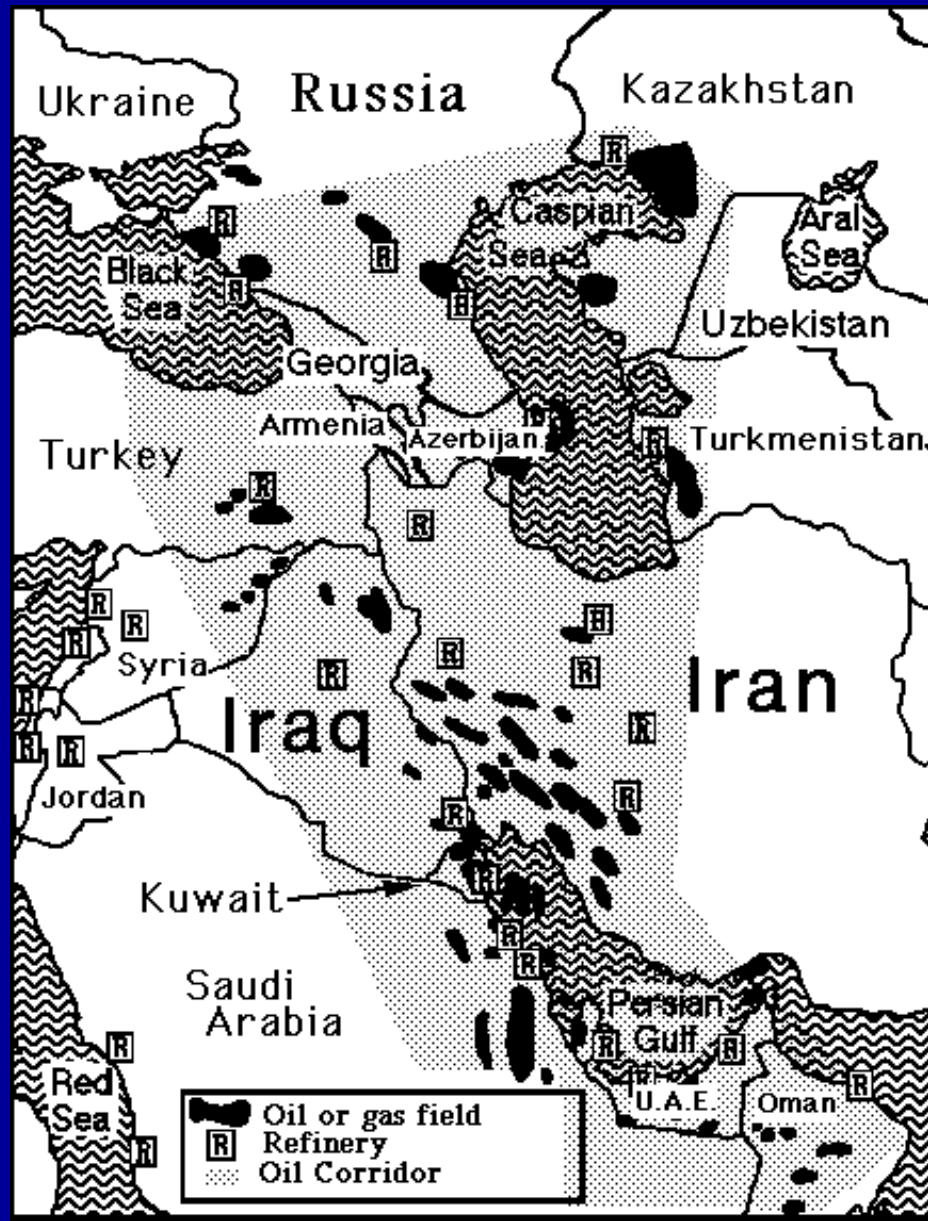 Ukraine
Russia
Kazakhstan
R
Caspian
Sea
Aral
Sea
R
R
Black
Sea
R
R
Uzbekistan
Georgia
Armenia
Azerbijan
R
Turkmenistan
Turkey
R
R
R
R
R
R
Syria
R
R
R
Iran
R
Iraq
R
R
R
R
Jordan
R
R
Kuwait
R
R
R
Saudi
Arabia
Persian
Gulf
R
R
R
Red
Sea
R
U.A.E.
Oman
R
R
Oil or gas field
R
Refinery
Oil Corridor